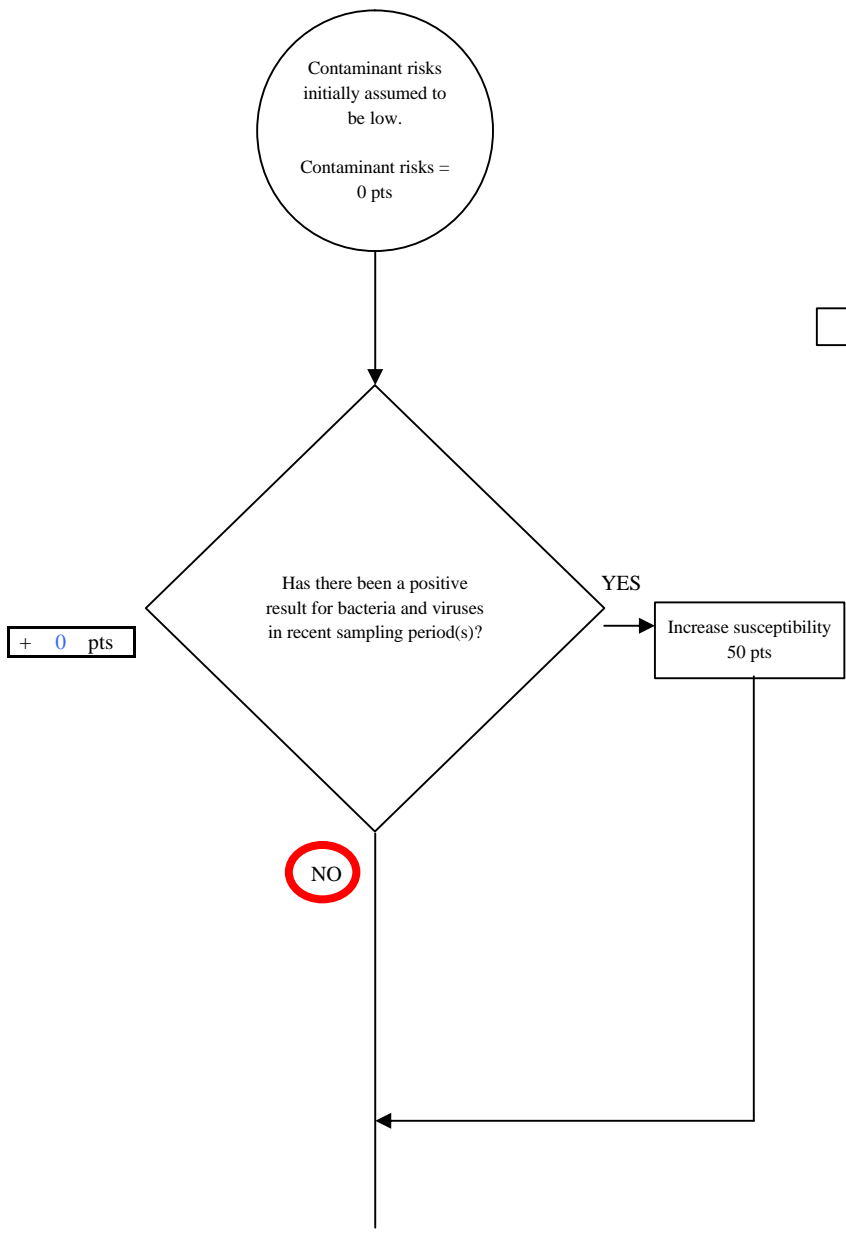 Contaminant risks
initially assumed to
be low.
Contaminant risks =
0 pts
Has there been a positive
result for bacteria and viruses
in recent sampling period(s)?
YES
Increase susceptibility
50 pts
+ 0 pts
NO